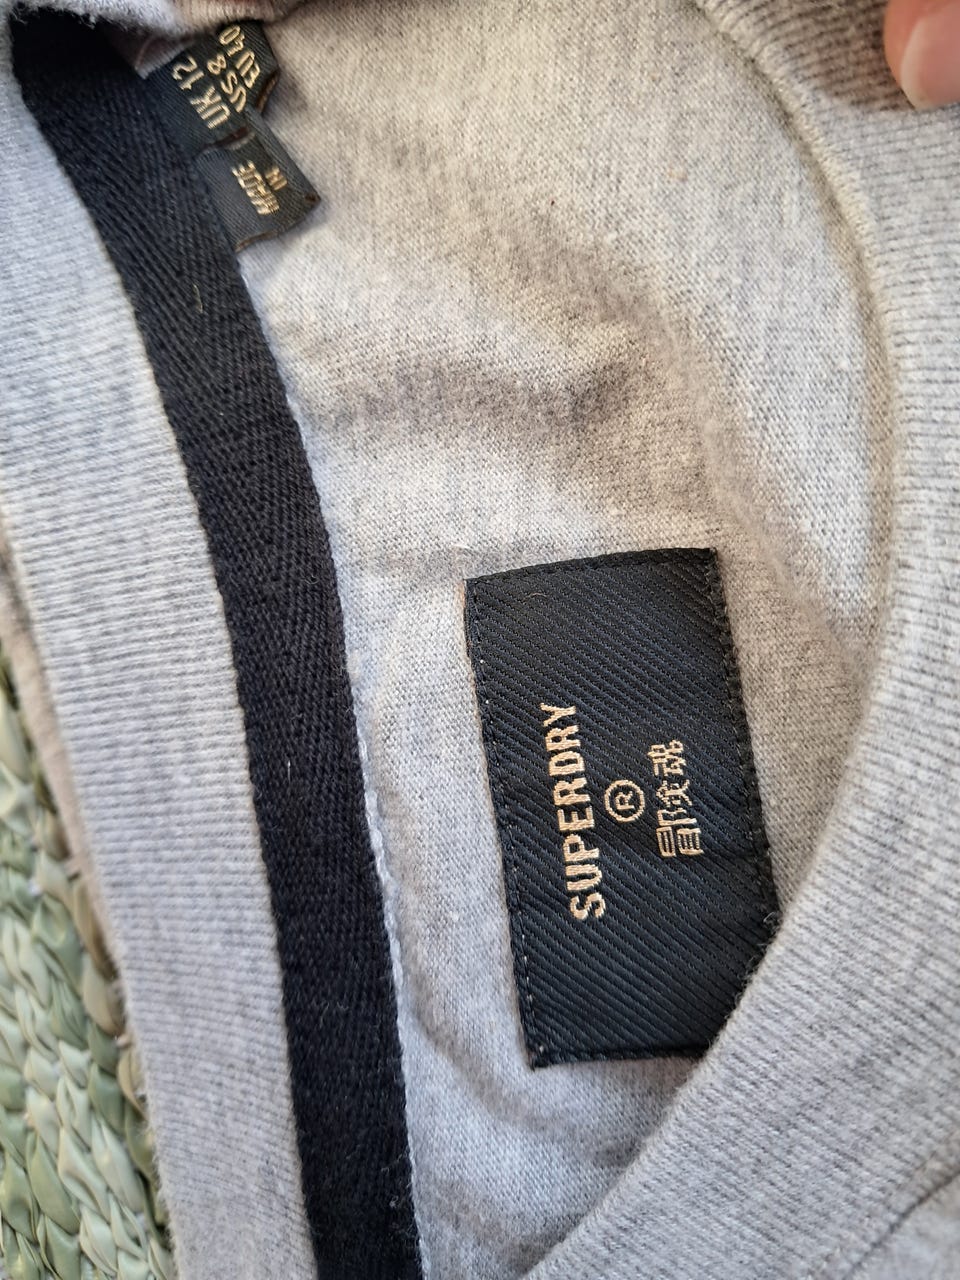 UK 12
US 8
EU 40
MADE
IN
SUPERDRY
®
冒険魂